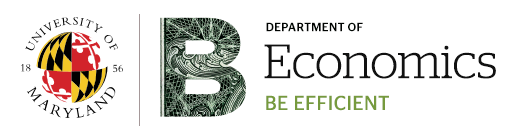 UNIVERSITY OF
18 56
MARYLAND
B
DEPARTMENT OF
Economics
BE EFFICIENT